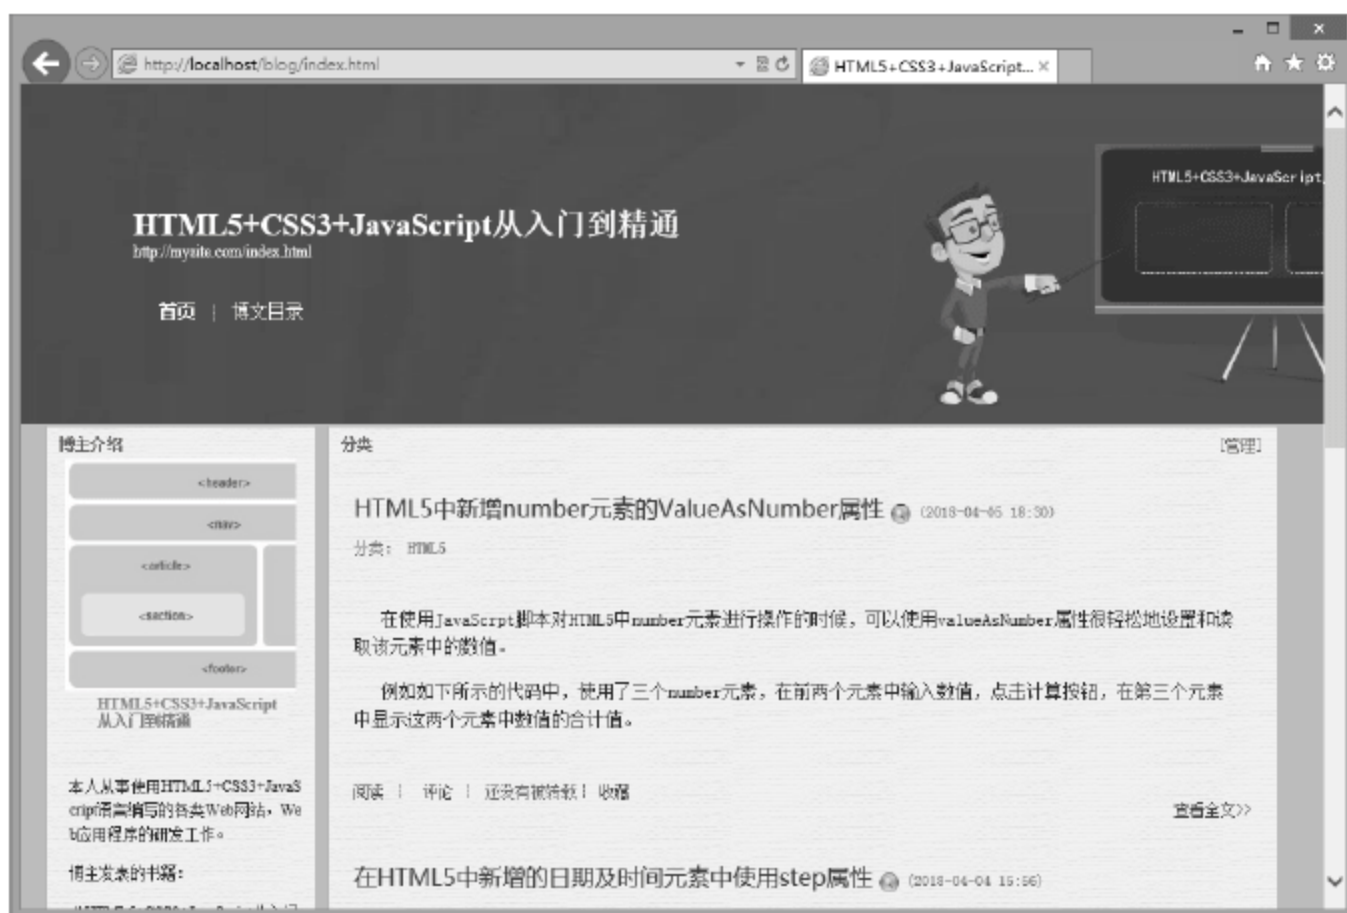 http://localhost/blog/index.html
HTML5+CSS3+JavaScript...
HTML5+CSS3+JavaScript
HTML5+CSS3+JavaScript从入门到精通
http://mysite.com/index.html
首页 | 博文目录
博主介绍
<header>
<nav>
<article>
<section>
<footer>
HTML5+CSS3+JavaScript
从入门到精通
本人从事使用HTML5+CSS3+JavaS
cript语言编写的各类Web网站，We
b应用程序的研发工作。
博主发表的书籍：
分类
[管理]
HTML5中新增number元素的ValueAsNumber属性 (2018-04-05 18:30)
分类： HTML5
在使用JavaScrpt脚本对HTML5中number元素进行操作的时候，可以使用valueAsNumber属性很轻松地设置和读
取该元素中的数值。
例如如下所示的代码中，使用了三个number元素，在前两个元素中输入数值，点击计算按钮，在第三个元素
中显示这两个元素中数值的合计值。
阅读 | 评论 | 还没有被转载 | 收藏
查看全文>>
在HTML5中新增的日期及时间元素中使用step属性 (2018-04-04 15:56)